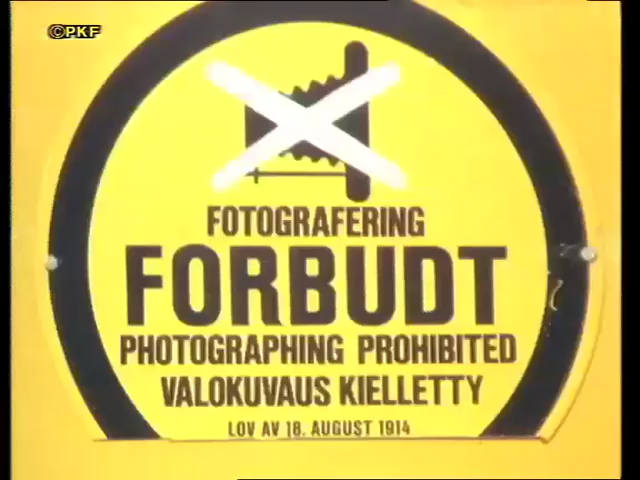 ©PKF
FOTOGRAFERING
FORBUDT
PHOTOGRAPHING PROHIBITED
VALOKUVAUS KIELLETTY
LOV AV 18. AUGUST 1914